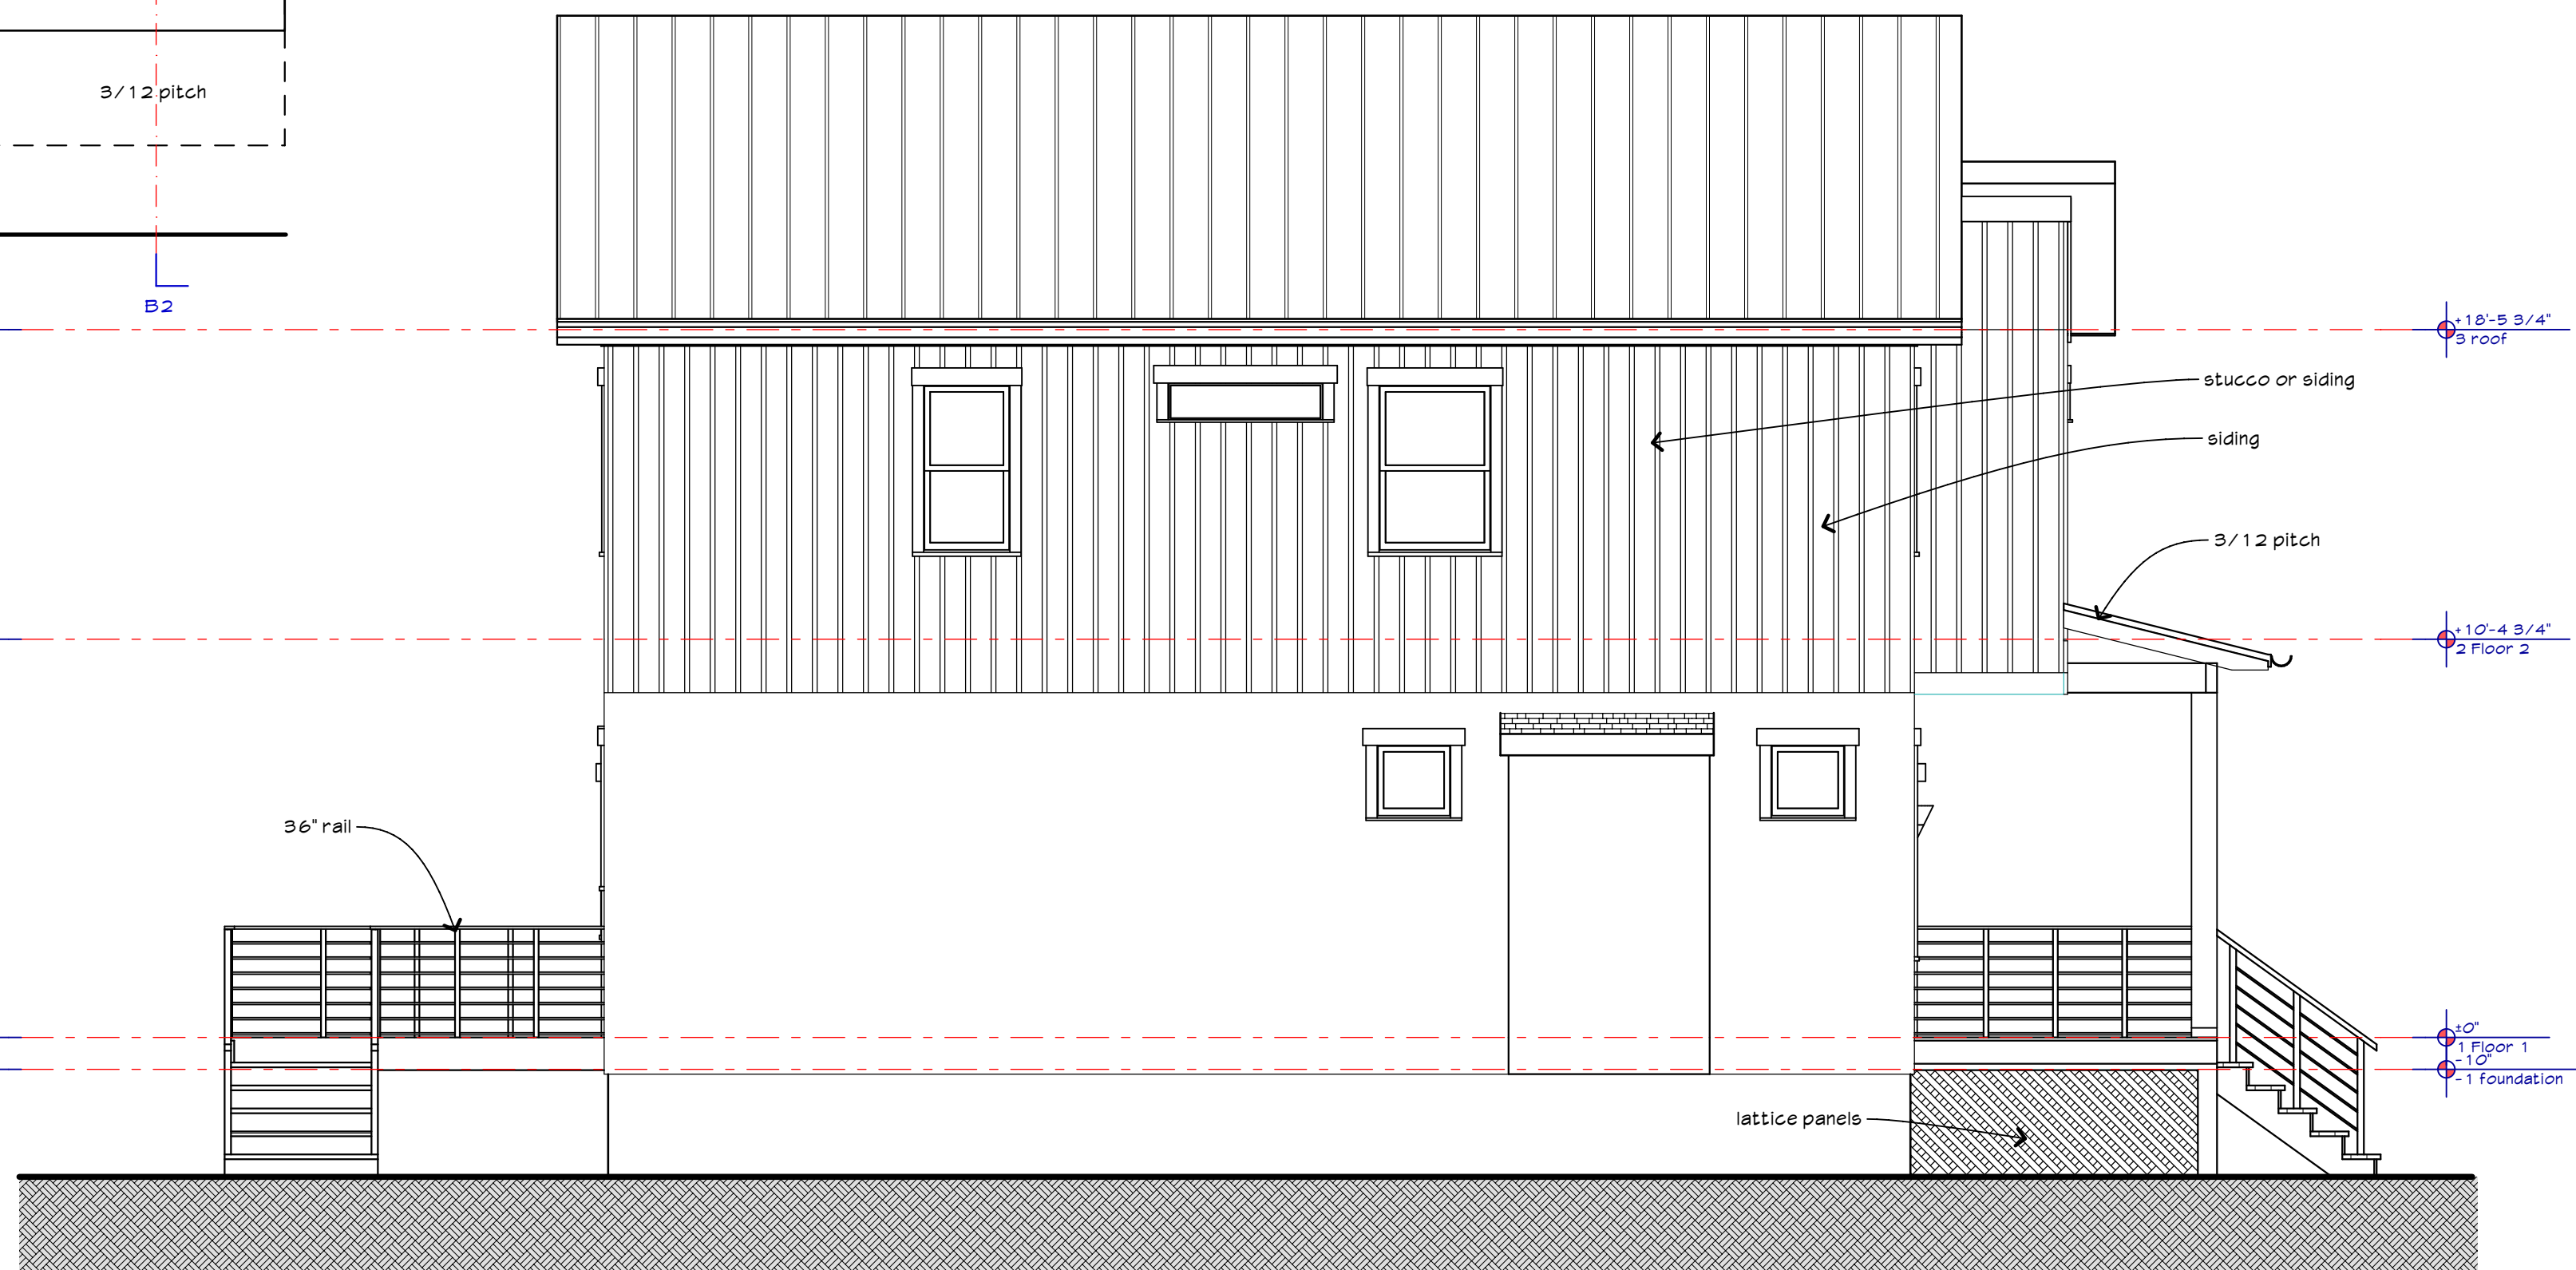 3/12 pitch
B2
+18'-5 3/4"
3 roof
stucco or siding
siding
3/12 pitch
+10'-4 3/4"
2 Floor 2
36" rail
±0"
1 Floor 1
-10"
-1 foundation
lattice panels